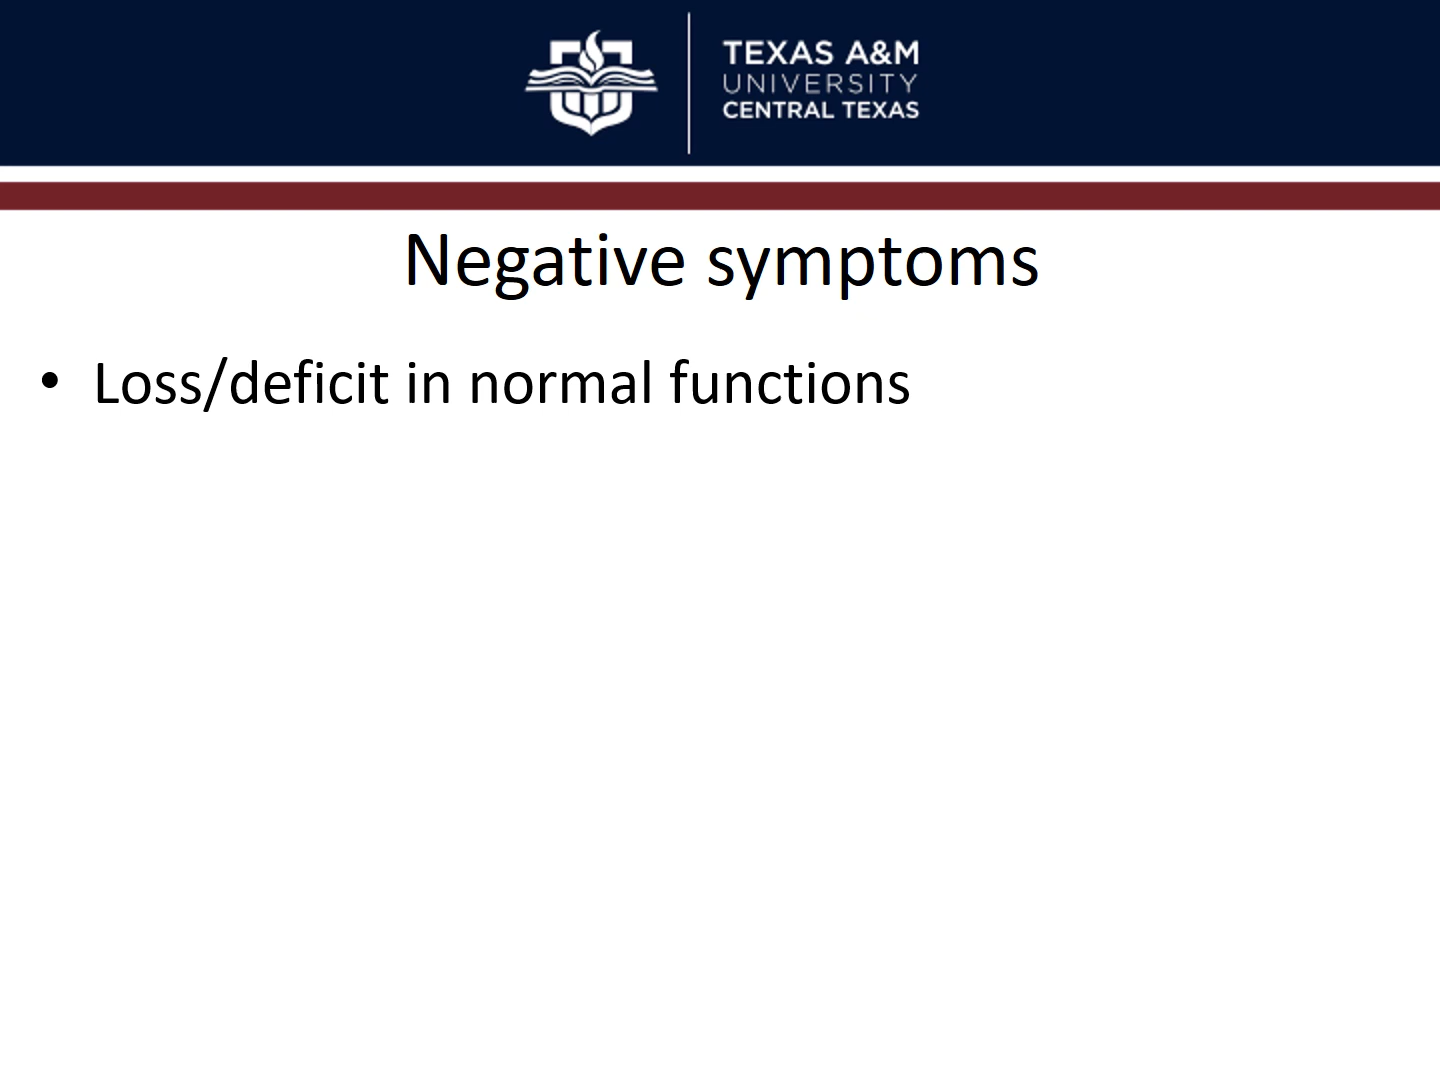 TEXAS A&M
UNIVERSITY
CENTRAL TEXAS
Negative symptoms
• Loss/deficit in normal functions